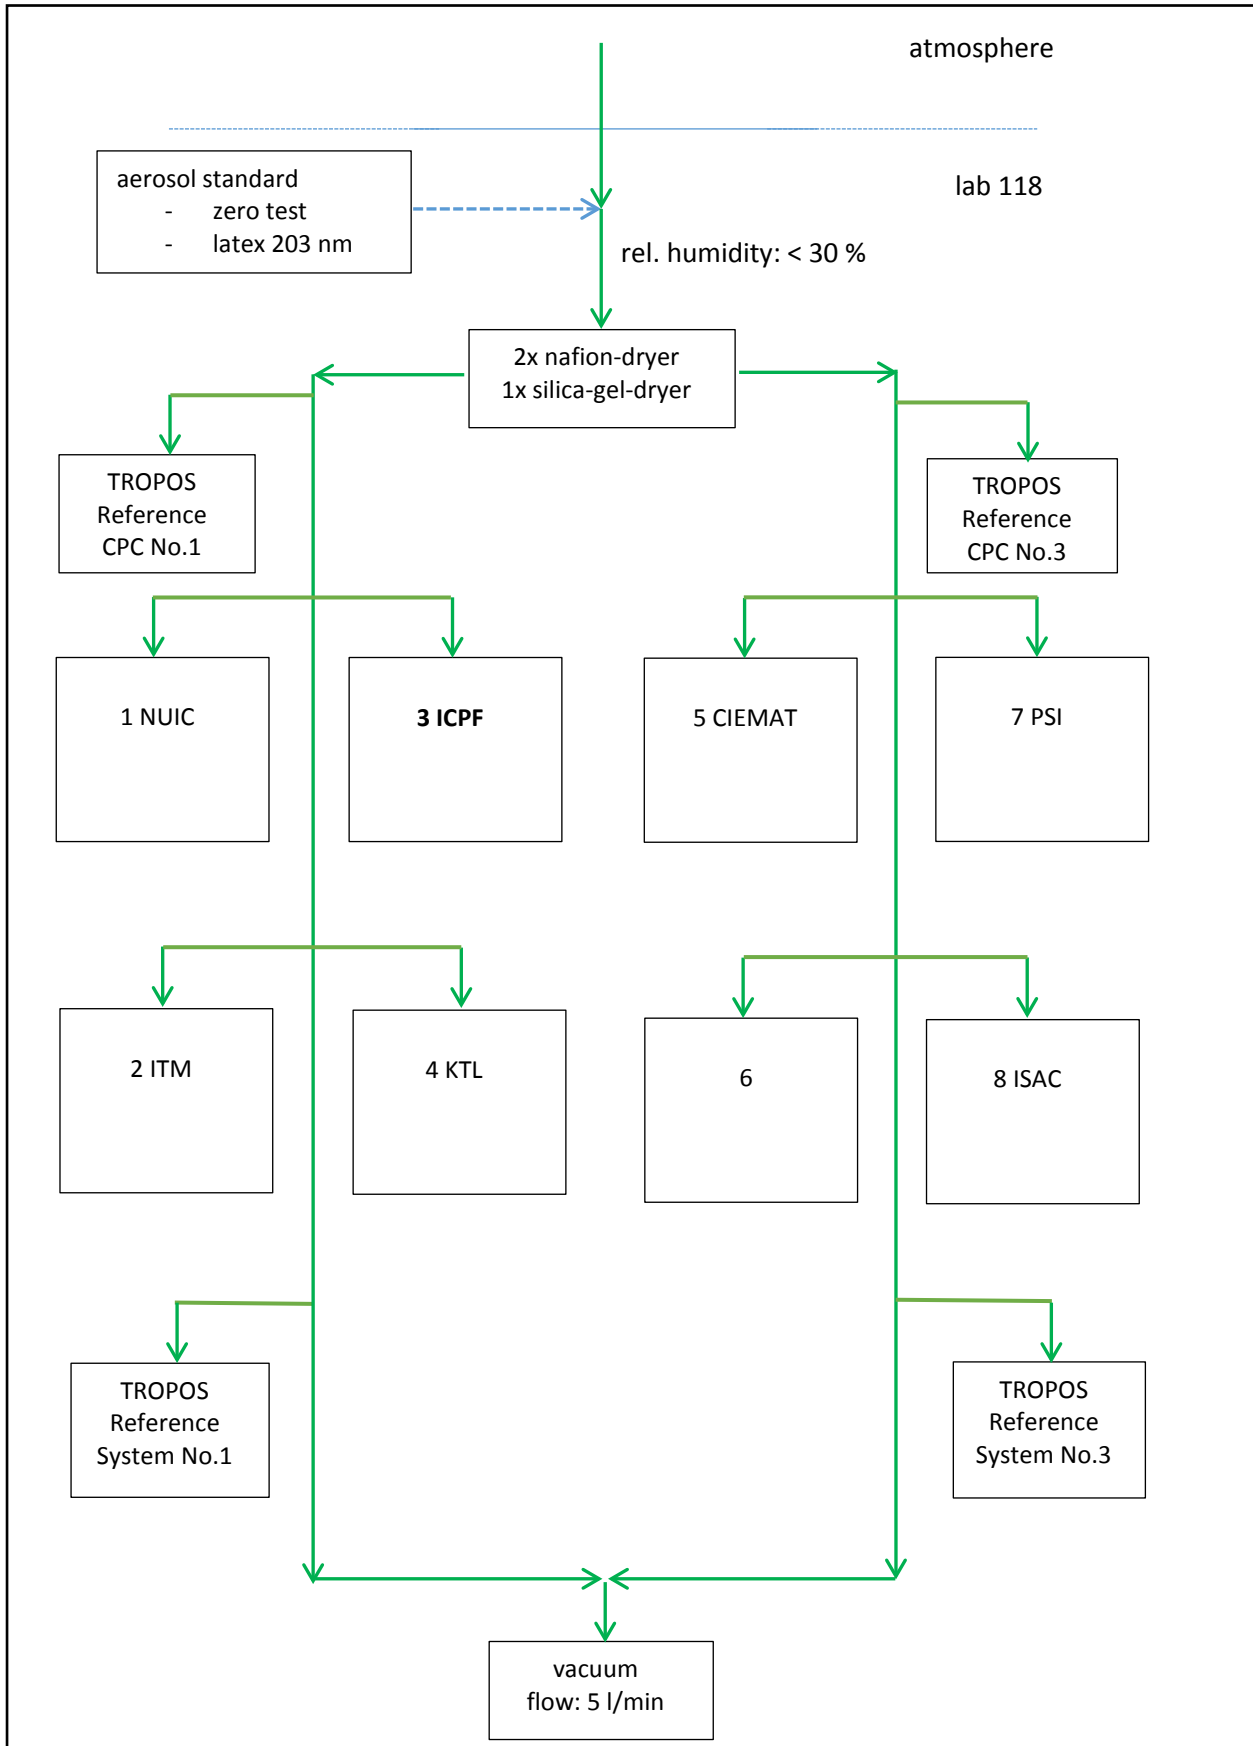 atmosphere
aerosol standard
- zero test
- latex 203 nm
lab 118
rel. humidity: < 30 %
2x nafion-dryer
1x silica-gel-dryer
TROPOS
Reference
CPC No.1
TROPOS
Reference
CPC No.3
1 NUIC
3 ICPF
5 CIEMAT
7 PSI
2 ITM
4 KTL
6
8 ISAC
TROPOS
Reference
System No.1
TROPOS
Reference
System No.3
vacuum
flow: 5 l/min